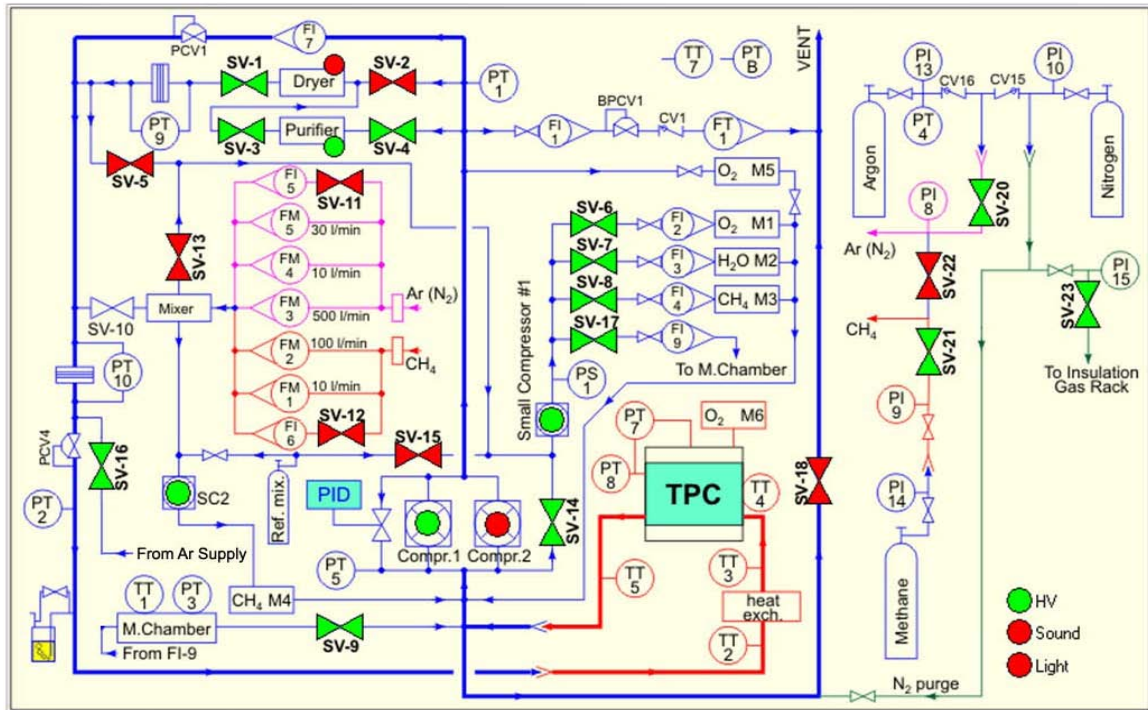 PCV1
FI
7
SV-1
Dryer
SV-2
PT
1
SV-3
Purifier
SV-4
PT
9
SV-5
TT
7
PT
B
VENT
FI
1
BPCV1
CV1
FT
1
PI
13
CV16
CV15
PI
10
PT
4
Argon
Nitrogen
FI
5
SV-11
FM
5
30 l/min
FM
4
10 l/min
FM
3
500 l/min
Ar (N2)
FM
2
100 l/min
CH4
FM
1
10 l/min
FI
6
SV-12
SV-13
Mixer
SV-10
PT
10
PCV4
SV-16
PT
2
O2 M5
SV-6
FI
2
O2 M1
SV-7
FI
3
H2O M2
SV-8
FI
4
CH4 M3
SV-17
FI
9
To M.Chamber
PS
1
Small Compressor #1
PI
8
SV-20
Ar (N2)
SV-22
CH4
SV-21
PI
9
PI
14
Methane
PI
15
SV-23
To Insulation
Gas Rack
SV-15
SC2
Ref. mix.
PID
Compr.1
Compr.2
SV-14
PT
5
PT
7
PT
8
O2 M6
TPC
TT
4
SV-18
TT
5
TT
3
heat
exch.
TT
2
From Ar Supply
TT
1
PT
3
M.Chamber
From FI-9
CH4 M4
SV-9
N2 purge
HV
Sound
Light